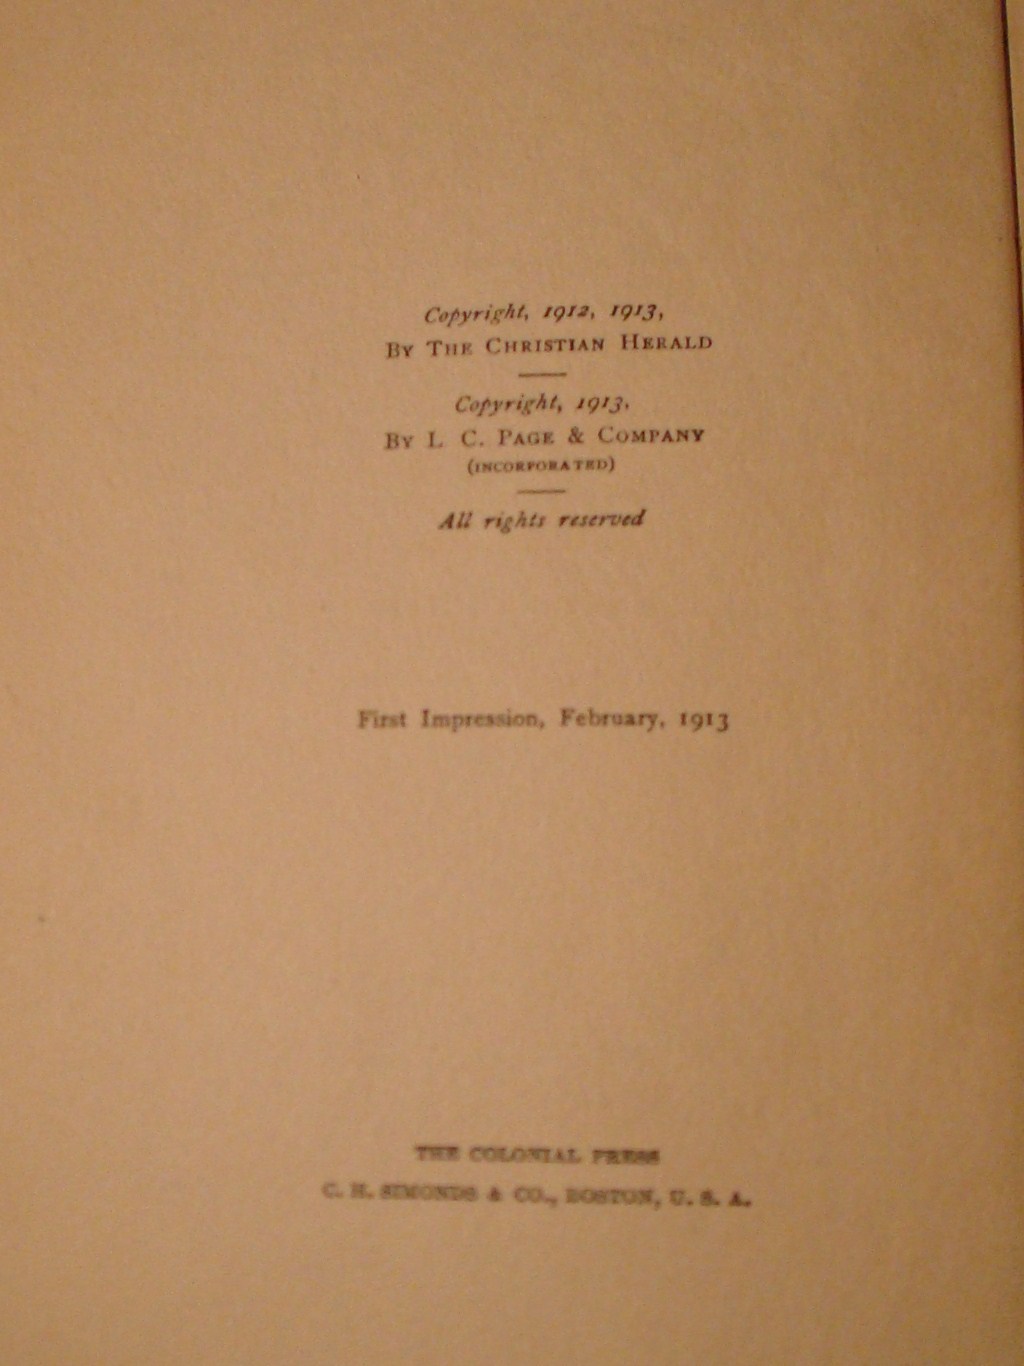 Copyright, 1912, 1913,
By The Christian Herald
Copyright, 1913,
By L. C. Page & Company
(INCORPORATED)
All rights reserved
First Impression, February, 1913
THE COLONIAL PRESS
C. H. SIMONDS & CO., BOSTON, U. S. A.